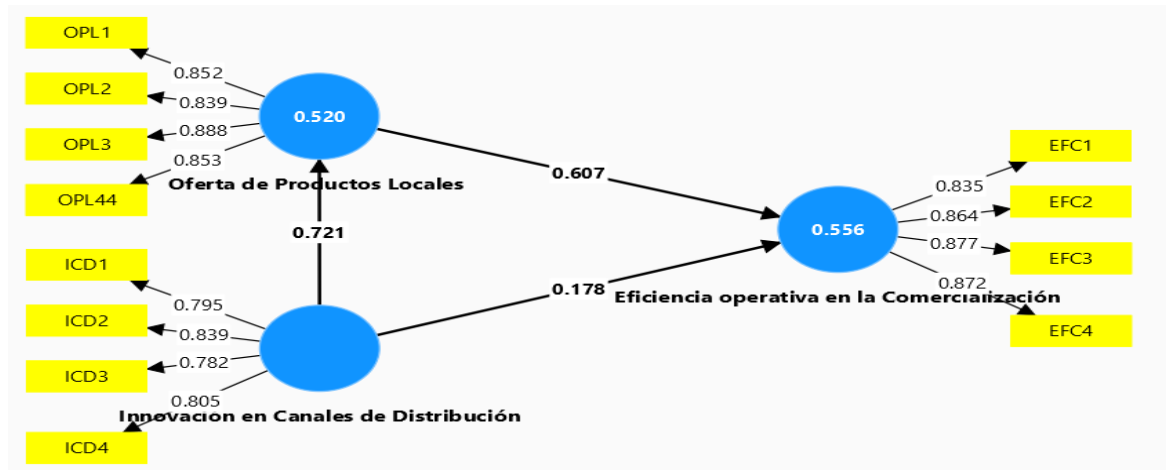 OPL1
0.852
OPL2
0.839
OPL3
0.888
0.853
OPL44
0.520
Oferta de Productos Locales
0.721
0.607
0.178
ICD1
0.795
ICD2
0.839
ICD3
0.782
0.805
ICD4
Innovación en Canales de Distribución
0.556
Eficiencia operativa en la Comercialización
EFC1
0.835
EFC2
0.864
EFC3
0.877
0.872
EFC4